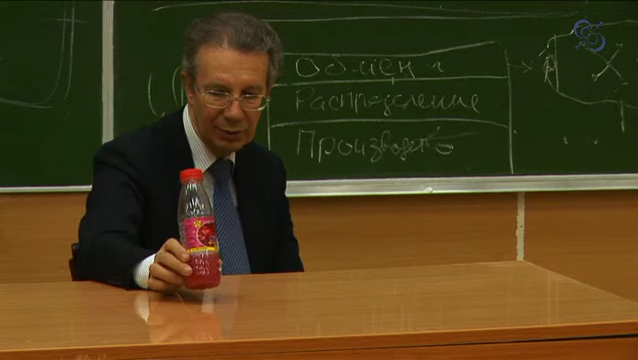 Обмен
Распределение
Производство